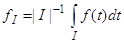 f_I = |I|^{-1} ∫_I f(t)dt